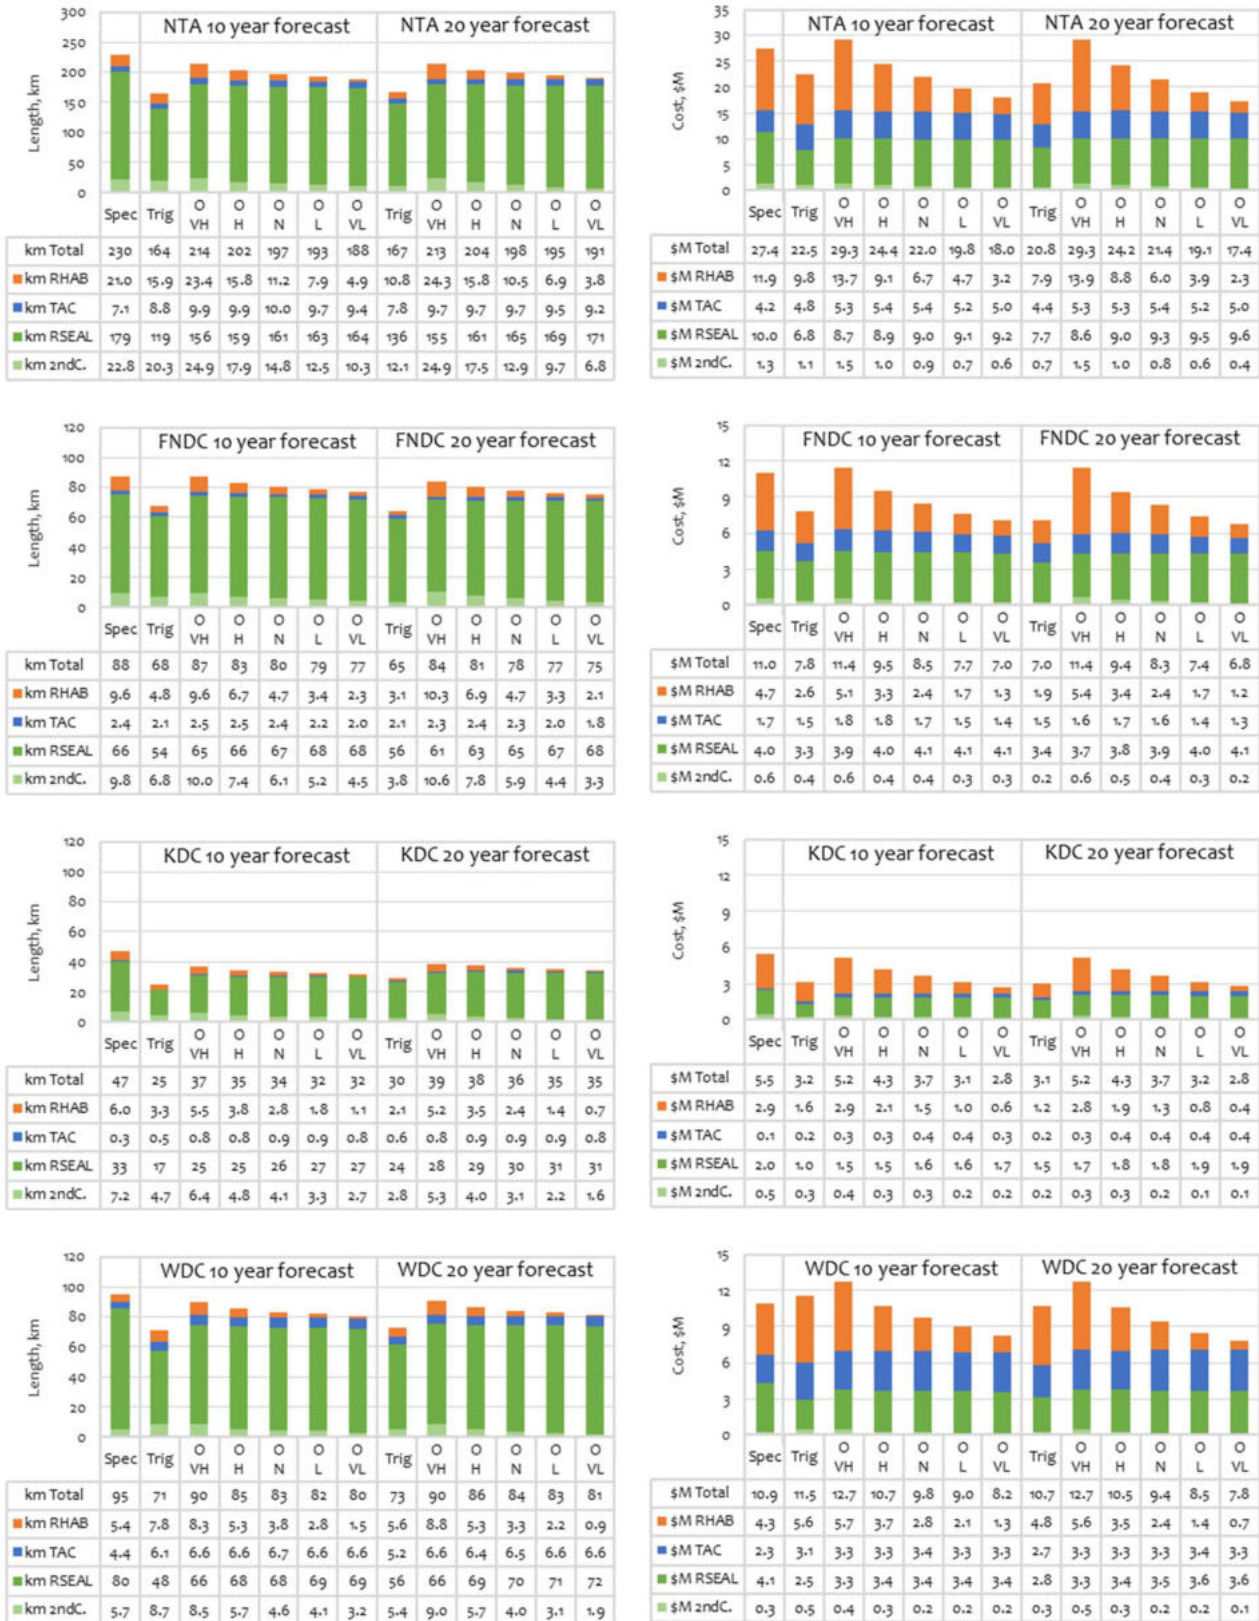 NTA 10 year forecast NTA 20 year forecast
Length, km
300
250
200
150
100
50
0
Spec Trig O VH O H O N O L O VL Trig O VH O H O N O L O VL
km Total 230 164 214 202 197 193 188 167 213 204 198 195 191
km RHAB 21.0 15.9 23.4 15.8 11.2 7.9 4.9 10.8 24.3 15.8 10.5 6.9 3.8
km TAC 7.1 8.8 9.9 9.9 10.0 9.7 9.4 7.8 9.7 9.7 9.7 9.5 9.2
km RSEAL 179 119 156 159 161 163 164 136 155 161 165 169 171
km 2ndC. 22.8 20.3 24.9 17.9 14.8 12.5 10.3 12.1 24.9 17.5 12.9 9.7 6.8
NTA 10 year forecast NTA 20 year forecast
Cost, $M
35
30
25
20
15
10
5
0
Spec Trig O VH O H O N O L O VL Trig O VH O H O N O L O VL
$M Total 27.4 22.5 29.3 24.4 22.0 19.8 18.0 20.8 29.3 24.2 21.4 19.1 17.4
$M RHAB 11.9 9.8 13.7 9.1 6.7 4.7 3.2 7.9 13.9 8.8 6.0 3.9 2.3
$M TAC 4.2 4.8 5.3 5.4 5.4 5.2 5.0 4.4 5.3 5.3 5.4 5.2 5.0
$M RSEAL 10.0 6.8 8.7 8.9 9.0 9.1 9.2 7.7 8.6 9.0 9.3 9.5 9.6
$M 2ndC. 1.3 1.1 1.5 1.0 0.9 0.7 0.6 0.7 1.5 1.0 0.8 0.6 0.4
FNDC 10 year forecast FNDC 20 year forecast
Length, km
120
100
80
60
40
20
0
Spec Trig O VH O H O N O L O VL Trig O VH O H O N O L O VL
km Total 88 68 87 83 80 79 77 65 84 81 78 77 75
km RHAB 9.6 4.8 9.6 6.7 4.7 3.4 2.3 3.1 10.3 6.9 4.7 3.3 2.1
km TAC 2.4 2.1 2.5 2.5 2.4 2.2 2.0 2.1 2.3 2.4 2.3 2.0 1.8
km RSEAL 66 54 65 66 67 68 68 56 61 63 65 67 68
km 2ndC. 9.8 6.8 10.0 7.4 6.1 5.2 4.5 3.8 10.6 7.8 5.9 4.4 3.3
FNDC 10 year forecast FNDC 20 year forecast
Cost, $M
15
12
9
6
3
0
Spec Trig O VH O H O N O L O VL Trig O VH O H O N O L O VL
$M Total 11.0 7.8 11.4 9.5 8.5 7.7 7.0 7.0 11.4 9.4 8.3 7.4 6.8
$M RHAB 4.7 2.6 5.1 3.3 2.4 1.7 1.3 1.9 5.4 3.4 2.4 1.7 1.2
$M TAC 1.7 1.5 1.8 1.8 1.7 1.5 1.4 1.5 1.6 1.7 1.6 1.4 1.3
$M RSEAL 4.0 3.3 3.9 4.0 4.1 4.1 4.1 3.4 3.7 3.8 3.9 4.0 4.1
$M 2ndC. 0.6 0.4 0.6 0.4 0.4 0.3 0.3 0.2 0.6 0.5 0.4 0.3 0.2
KDC 10 year forecast KDC 20 year forecast
Length, km
120
100
80
60
40
20
0
Spec Trig O VH O H O N O L O VL Trig O VH O H O N O L O VL
km Total 47 25 37 35 34 32 32 30 39 38 36 35 35
km RHAB 6.0 3.3 5.5 3.8 2.8 1.8 1.1 2.1 5.2 3.5 2.4 1.4 0.7
km TAC 0.3 0.5 0.8 0.8 0.9 0.9 0.8 0.6 0.8 0.9 0.9 0.9 0.8
km RSEAL 33 17 25 25 26 27 27 24 28 29 30 31 31
km 2ndC. 7.2 4.7 6.4 4.8 4.1 3.3 2.7 2.8 5.3 4.0 3.1 2.2 1.6
KDC 10 year forecast KDC 20 year forecast
Cost, $M
15
12
9
6
3
0
Spec Trig O VH O H O N O L O VL Trig O VH O H O N O L O VL
$M Total 5.5 3.2 5.2 4.3 3.7 3.1 2.8 3.1 5.2 4.3 3.7 3.2 2.8
$M RHAB 2.9 1.6 2.9 2.1 1.5 1.0 0.6 1.2 2.8 1.9 1.3 0.8 0.4
$M TAC 0.1 0.2 0.3 0.3 0.4 0.4 0.3 0.2 0.3 0.4 0.4 0.4 0.4
$M RSEAL 2.0 1.0 1.5 1.5 1.6 1.6 1.7 1.5 1.7 1.8 1.8 1.9 1.9
$M 2ndC. 0.5 0.3 0.4 0.3 0.3 0.2 0.2 0.2 0.3 0.3 0.2 0.1 0.1
WDC 10 year forecast WDC 20 year forecast
Length, km
120
100
80
60
40
20
0
Spec Trig O VH O H O N O L O VL Trig O VH O H O N O L O VL
km Total 95 71 90 85 83 82 80 73 90 86 84 83 81
km RHAB 5.4 7.8 8.3 5.3 3.8 2.8 1.5 5.6 8.8 5.3 3.3 2.2 0.9
km TAC 4.4 6.1 6.6 6.6 6.7 6.6 6.6 5.2 6.6 6.4 6.5 6.6 6.6
km RSEAL 80 48 66 68 68 69 69 56 66 69 70 71 72
km 2ndC. 5.7 8.7 8.5 5.7 4.6 4.1 3.2 5.4 9.0 5.7 4.0 3.1 1.9
WDC 10 year forecast WDC 20 year forecast
Cost, $M
15
12
9
6
3
0
Spec Trig O VH O H O N O L O VL Trig O VH O H O N O L O VL
$M Total 10.9 11.5 12.7 10.7 9.8 9.0 8.2 10.7 12.7 10.5 9.4 8.5 7.8
$M RHAB 4.3 5.6 5.7 3.7 2.8 2.1 1.3 4.8 5.6 3.5 2.4 1.4 0.7
$M TAC 2.3 3.1 3.3 3.3 3.4 3.3 3.3 2.7 3.3 3.3 3.3 3.4 3.3
$M RSEAL 4.1 2.5 3.3 3.4 3.4 3.4 3.4 2.8 3.3 3.4 3.5 3.6 3.6
$M 2ndC. 0.3 0.5 0.4 0.3 0.2 0.2 0.2 0.3 0.5 0.3 0.2 0.2 0.1